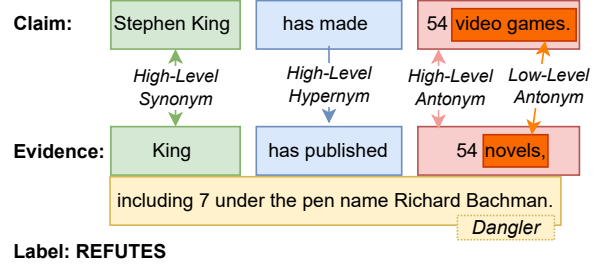 Claim: Stephen King has made 54 video games.
High-Level Synonym High-Level Hypernym High-Level Antonym Low-Level Antonym
Evidence: King has published 54 novels,
including 7 under the pen name Richard Bachman.
Dangler
Label: REFUTES